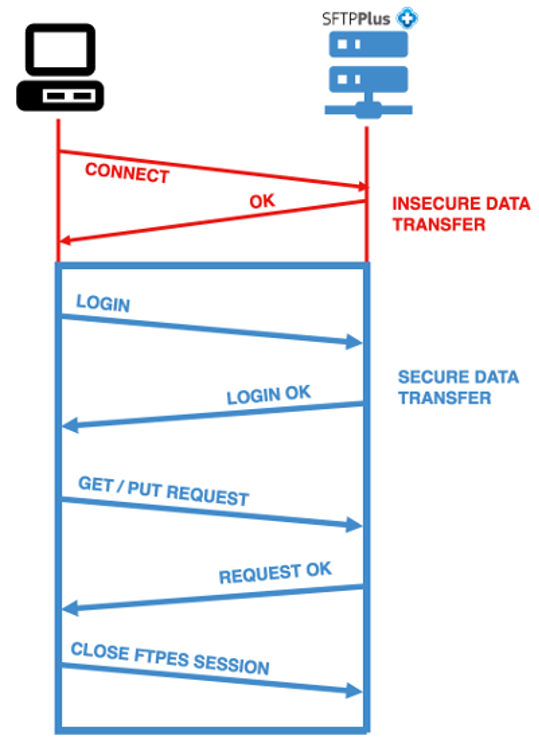 SFTPPlus
CONNECT
OK
INSECURE DATA
TRANSFER
LOGIN
SECURE DATA
TRANSFER
LOGIN OK
GET / PUT REQUEST
REQUEST OK
CLOSE FTPES SESSION